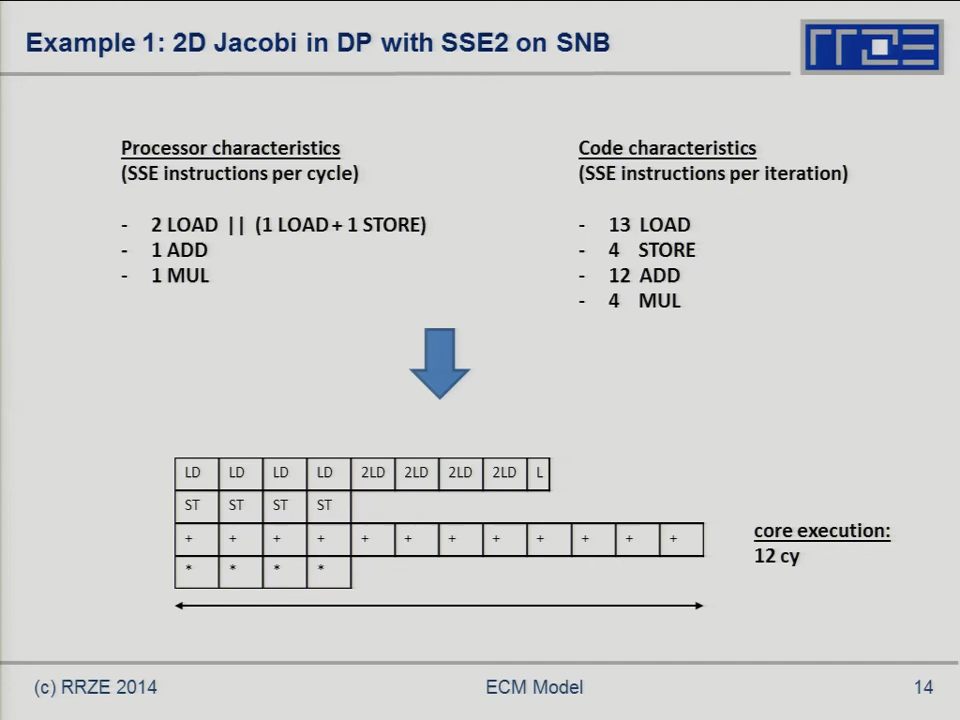 Example 1: 2D Jacobi in DP with SSE2 on SNB
rrze
Processor characteristics
(SSE instructions per cycle)
- 2 LOAD || (1 LOAD + 1 STORE)
- 1 ADD
- 1 MUL
Code characteristics
(SSE instructions per iteration)
- 13 LOAD
- 4 STORE
- 12 ADD
- 4 MUL
LD LD LD LD 2LD 2LD 2LD 2LD L
ST ST ST ST
+ + + + + + + + + + + +
* * * *
core execution:
12 cy
(c) RRZE 2014 ECM Model 14